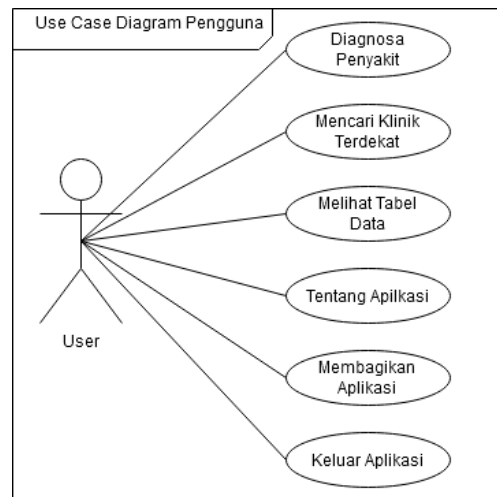 Use Case Diagram Pengguna
Diagnosa
Penyakit
Mencari Klinik
Terdekat
Melihat Tabel
Data
Tentang Apilkasi
User
Membagikan
Aplikasi
Keluar Aplikasi